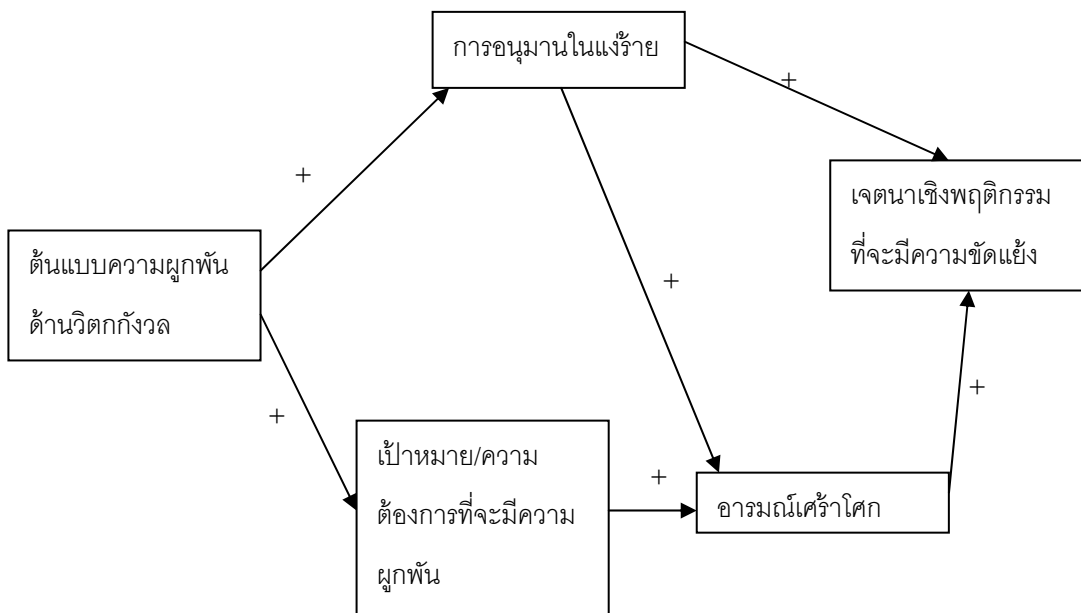 การอนุมานในแง่ร้าย
+
+
เจตนาเชิงพฤติกรรม
ที่จะมีความขัดแย้ง
ต้นแบบความผูกพัน
ด้านวิตกกังวล
+
+
+
เป้าหมาย/ความ
ต้องการที่จะมีความ
ผูกพัน
+
อารมณ์เศร้าโศก